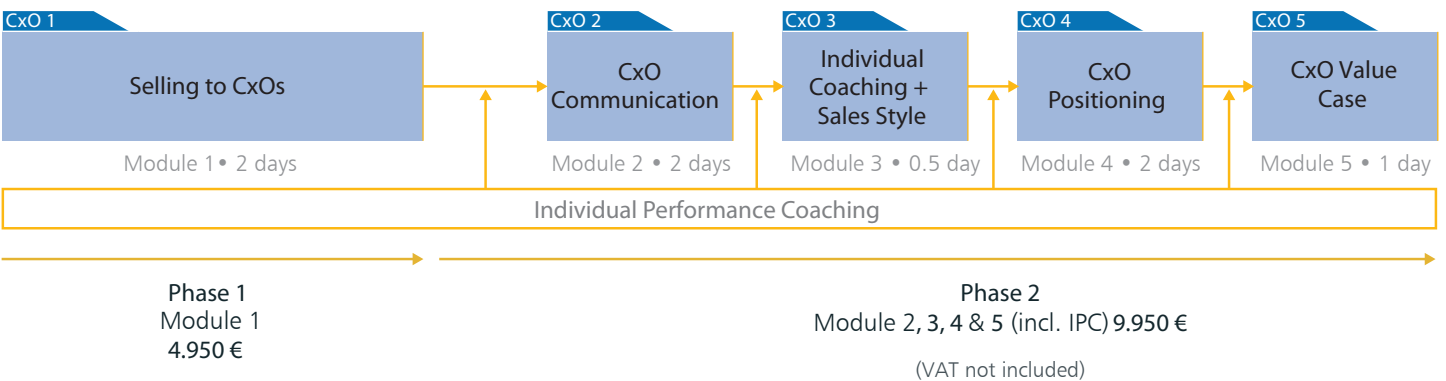 CxO 1
CxO 2
CxO 3
CxO 4
CxO 5
Selling to CxOs
CxO
Communication
Individual
Coaching +
Sales Style
CxO
Positioning
CxO Value
Case
Module 1 • 2 days
Module 2 • 2 days
Module 3 • 0.5 day
Module 4 • 2 days
Module 5 • 1 day
Individual Performance Coaching
Phase 1
Module 1
4.950 €
Phase 2
Module 2, 3, 4 & 5 (incl. IPC) 9.950 €
(VAT not included)